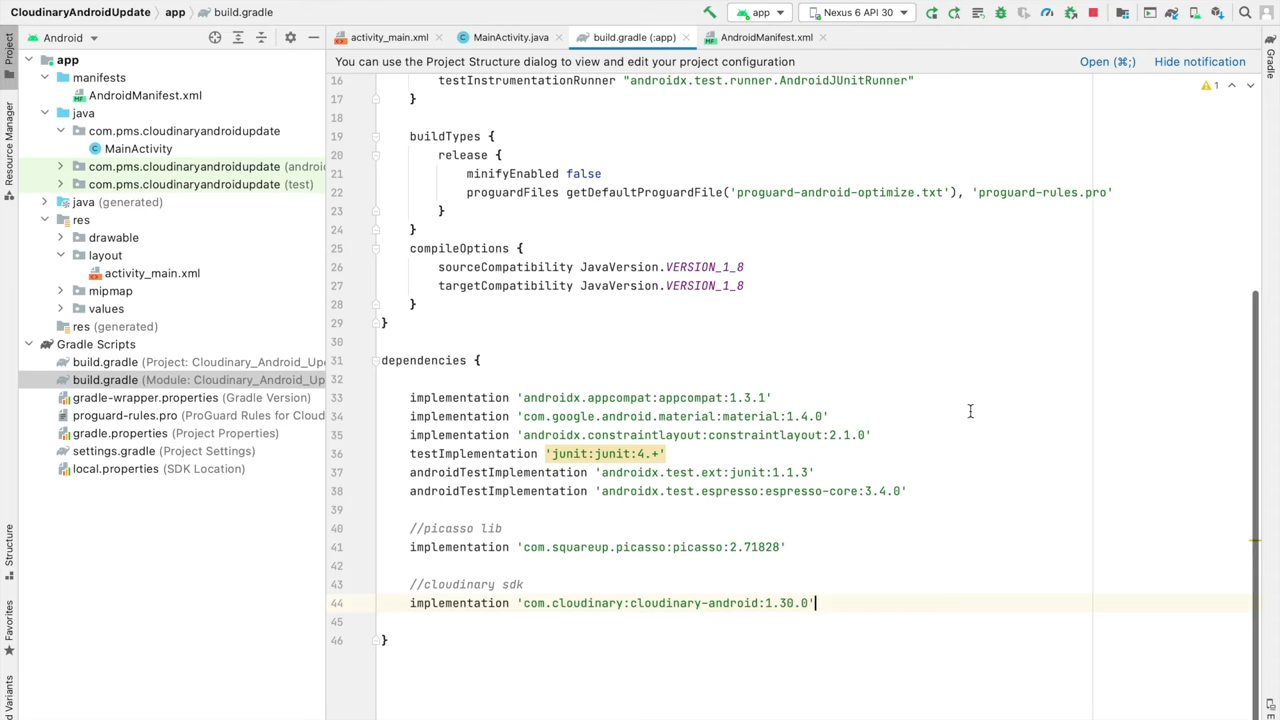 CloudinaryAndroidUpdate app build.gradle app Nexus 6 API 30
Project
Resource Manager
Structure
Favorites
Variants
Android
app
manifests
AndroidManifest.xml
java
com.pms.cloudinaryandroidupdate
MainActivity
com.pms.cloudinaryandroidupdate (androi
com.pms.cloudinaryandroidupdate (test)
java (generated)
res
drawable
layout
activity_main.xml
mipmap
values
res (generated)
Gradle Scripts
build.gradle (Project: Cloudinary_Android_Up
build.gradle (Module: Cloudinary_Android_Up
gradle-wrapper.properties (Gradle Version)
proguard-rules.pro (ProGuard Rules for Cloud
gradle.properties (Project Properties)
settings.gradle (Project Settings)
local.properties (SDK Location)
activity_main.xml MainActivity.java build.gradle (:app) AndroidManifest.xml
You can use the Project Structure dialog to view and edit your project configuration Open (⌘;) Hide notification
1
16 testInstrumentationRunner "androidx.test.runner.AndroidJUnitRunner"
17 }
18
19 buildTypes {
20 release {
21 minifyEnabled false
22 proguardFiles getDefaultProguardFile('proguard-android-optimize.txt'), 'proguard-rules.pro'
23 }
24 }
25 compileOptions {
26 sourceCompatibility JavaVersion.VERSION_1_8
27 targetCompatibility JavaVersion.VERSION_1_8
28 }
29 }
30
31 dependencies {
32
33 implementation 'androidx.appcompat:appcompat:1.3.1'
34 implementation 'com.google.android.material:material:1.4.0'
35 implementation 'androidx.constraintlayout:constraintlayout:2.1.0'
36 testImplementation 'junit:junit:4.+'
37 androidTestImplementation 'androidx.test.ext:junit:1.1.3'
38 androidTestImplementation 'androidx.test.espresso:espresso-core:3.4.0'
39
40 //picasso lib
41 implementation 'com.squareup.picasso:picasso:2.71828'
42
43 //cloudinary sdk
44 implementation 'com.cloudinary:cloudinary-android:1.30.0'
45
46 }
Gradle